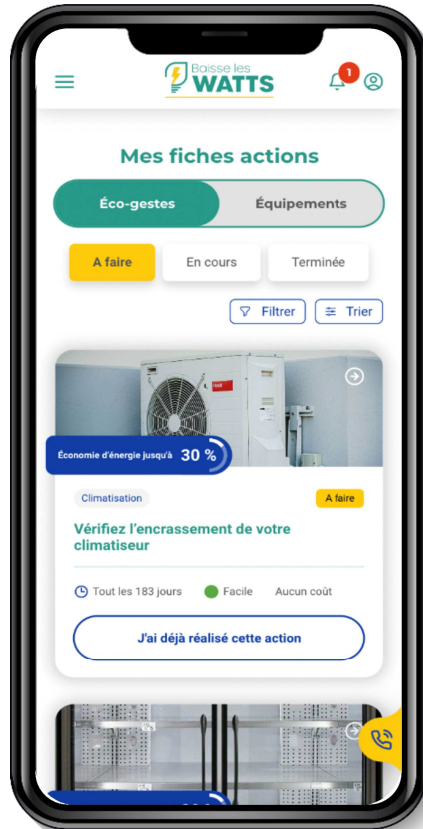 Baisse les
WATTS
1
Mes fiches actions
Éco-gestes Équipements
A faire En cours Terminée
Filtrer Trier
Économie d'énergie jusqu'à 30 %
Climatisation A faire
Vérifiez l'encrassement de votre
climatiseur
Tout les 183 jours Facile Aucun coût
J'ai déjà réalisé cette action